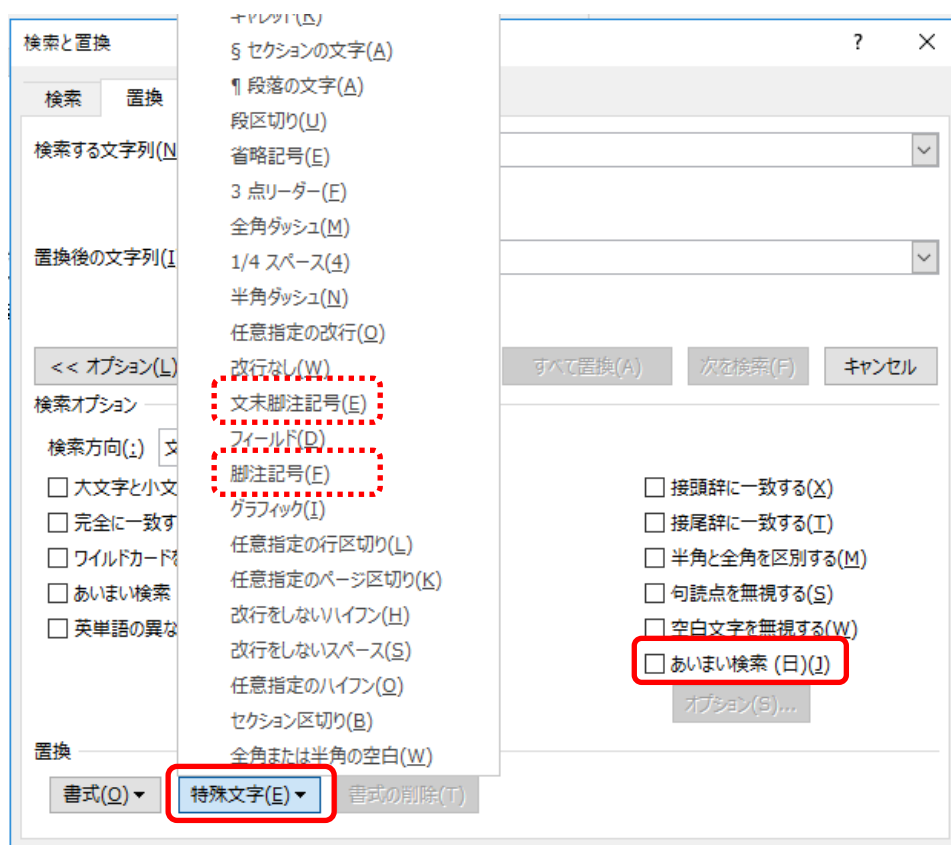 検索と置換
検索
置換
検索する文字列(N
置換後の文字列(I
<< オプション(L)
すべて置換(A)
次を検索(F)
キャンセル
検索オプション
検索方向(:)
大文字と小文
完全に一致す
ワイルドカードを
あいまい検索
英単語の異な
キャレット(R)
§ セクションの文字(A)
¶ 段落の文字(A)
段区切り(U)
省略記号(E)
3 点リーダー(F)
全角ダッシュ(M)
1/4 スペース(4)
半角ダッシュ(N)
任意指定の改行(O)
改行なし(W)
文末脚注記号(E)
フィールド(D)
脚注記号(F)
グラフィック(I)
任意指定の行区切り(L)
任意指定のページ区切り(K)
改行をしないハイフン(H)
改行をしないスペース(S)
任意指定のハイフン(O)
セクション区切り(B)
全角または半角の空白(W)
接頭辞に一致する(X)
接尾辞に一致する(T)
半角と全角を区別する(M)
句読点を無視する(S)
空白文字を無視する(W)
あいまい検索 (日)(J)
オプション(S)...
置換
書式(O)
特殊文字(E)
書式の削除(T)